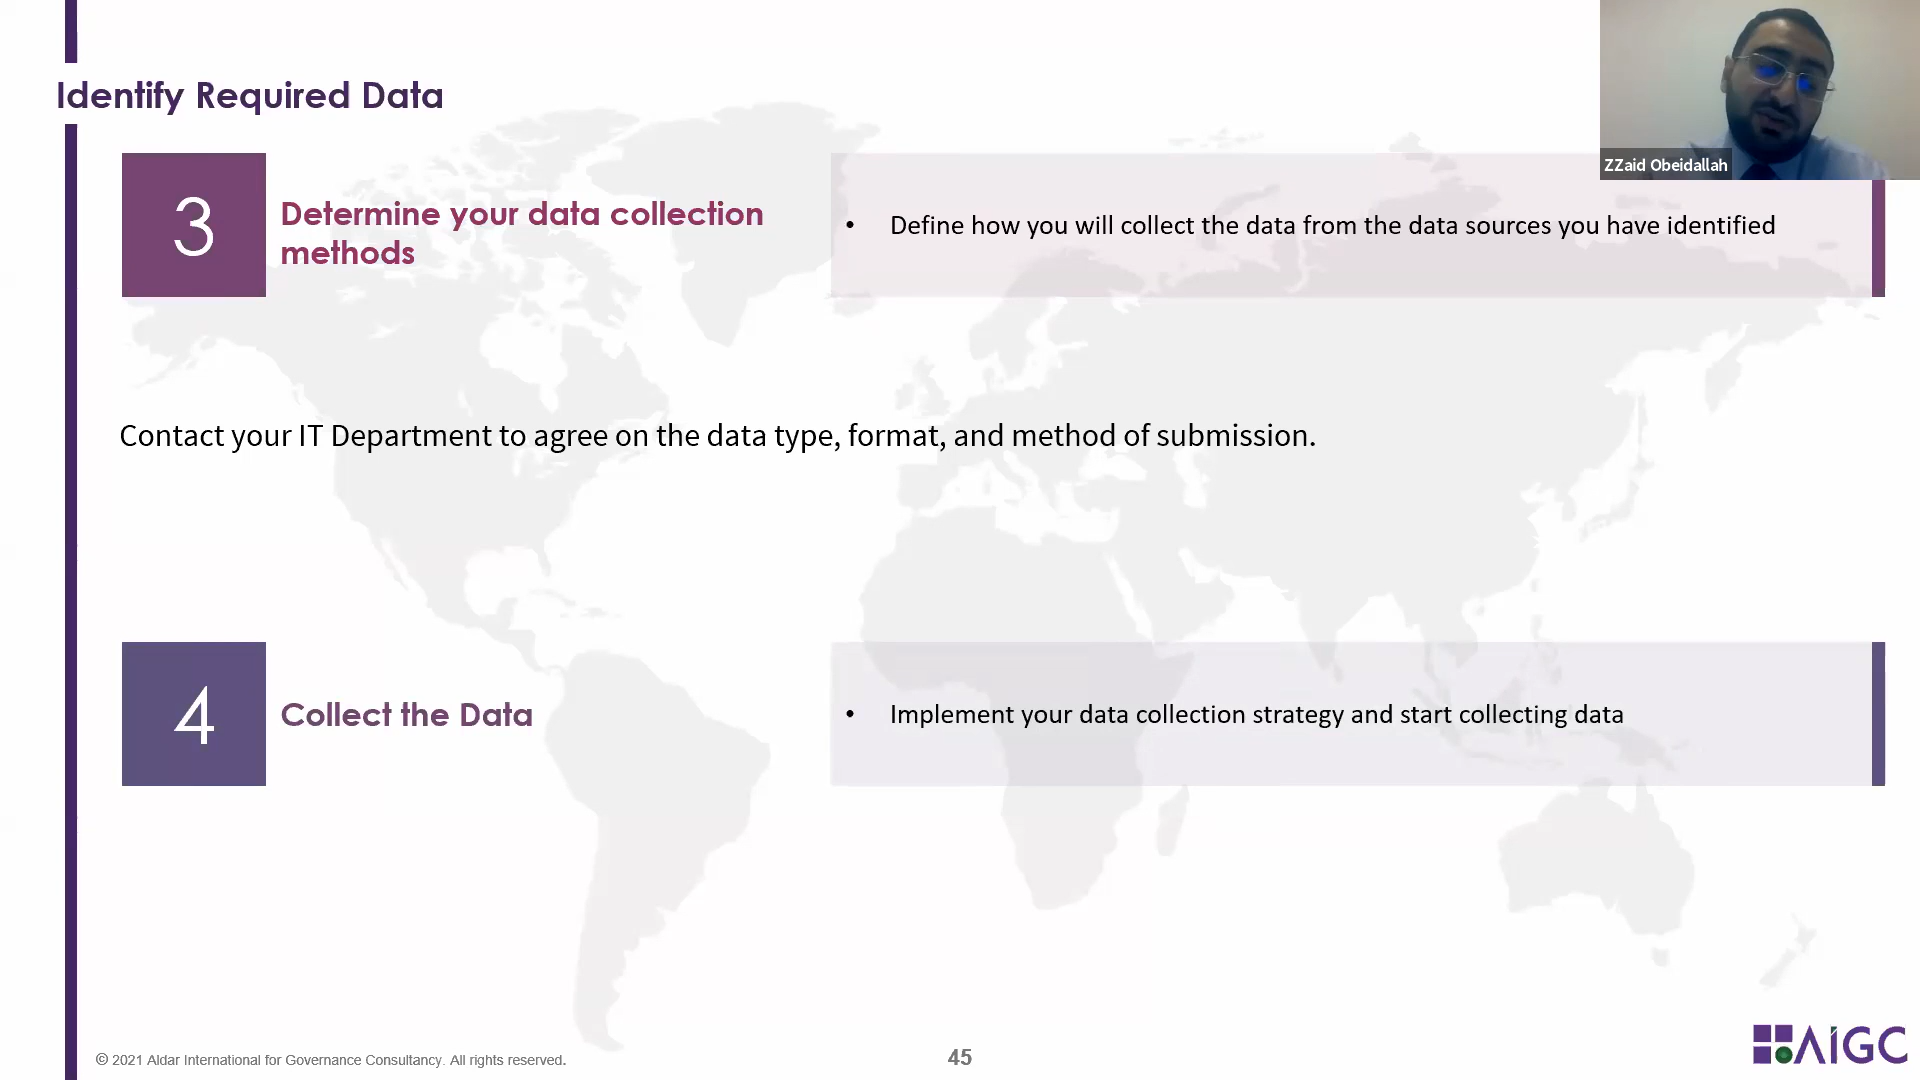 Identify Required Data
ZZaid Obeidallah
3
Determine your data collection
methods
• Define how you will collect the data from the data sources you have identified
Contact your IT Department to agree on the data type, format, and method of submission.
4
Collect the Data
• Implement your data collection strategy and start collecting data
© 2021 Aldar International for Governance Consultancy. All rights reserved.
45
AIGC